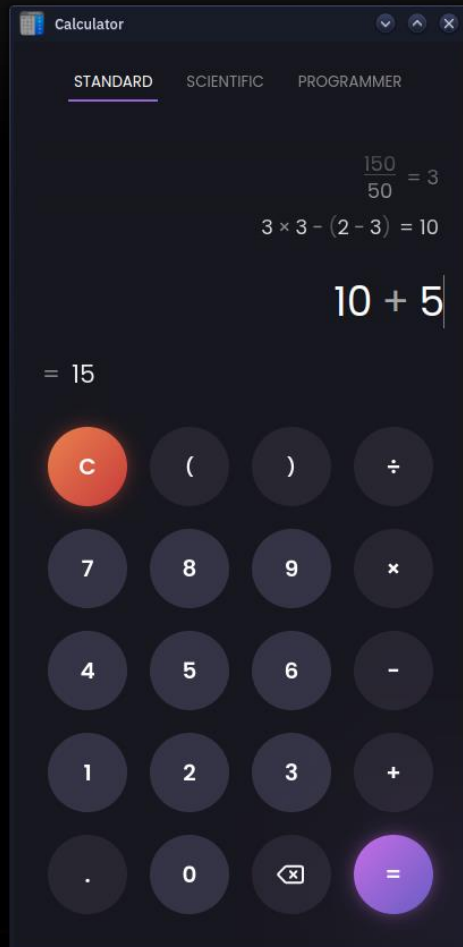 Calculator
STANDARD SCIENTIFIC PROGRAMMER
150
50 = 3
3 × 3 − (2 − 3) = 10
10 + 5
= 15
C ( ) ÷
7 8 9 ×
4 5 6 −
1 2 3 +
. 0 =